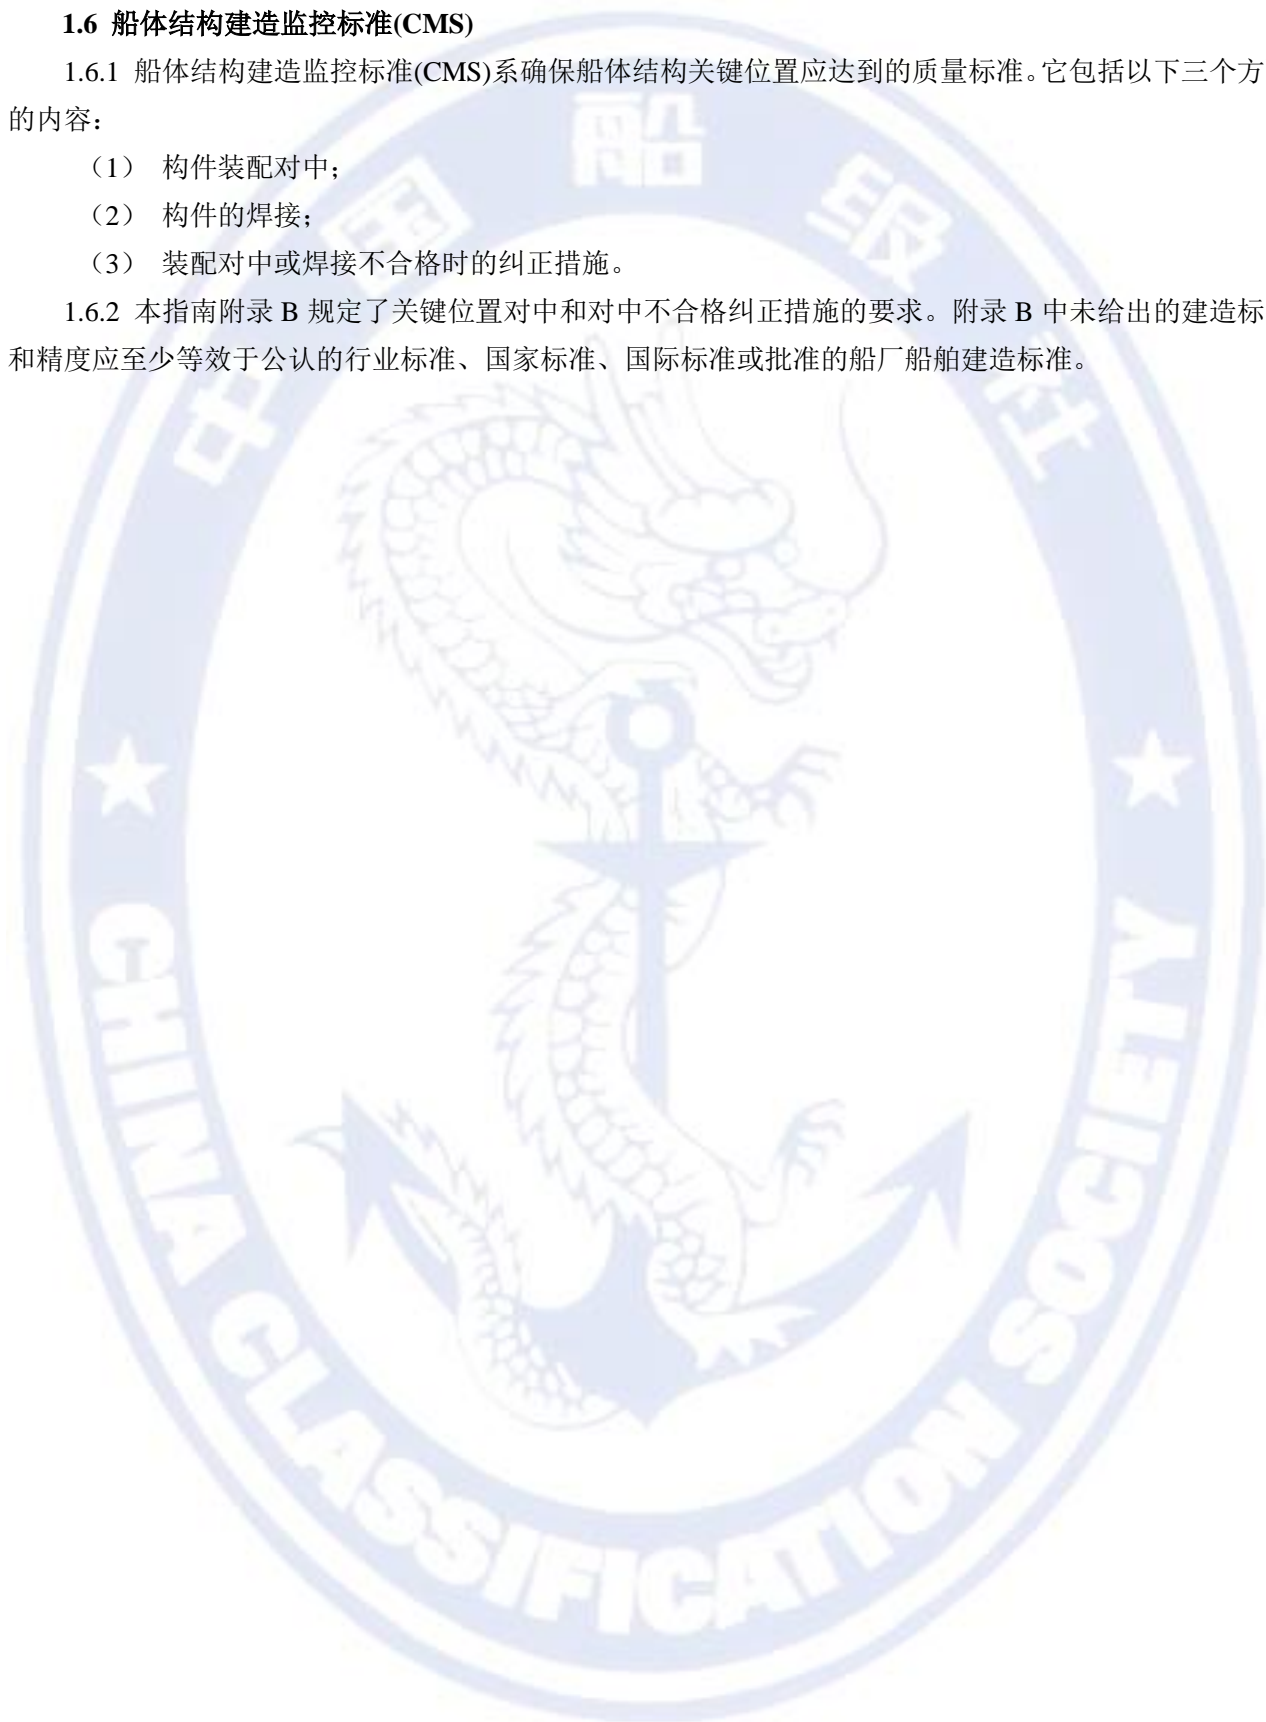 1.6 船体结构建造监控标准(CMS)
1.6.1 船体结构建造监控标准(CMS)系确保船体结构关键位置应达到的质量标准。它包括以下三个方
的内容：
（1） 构件装配对中；
（2） 构件的焊接；
（3） 装配对中或焊接不合格时的纠正措施。
1.6.2 本指南附录 B 规定了关键位置对中和对中不合格纠正措施的要求。附录 B 中未给出的建造标
和精度应至少等效于公认的行业标准、国家标准、国际标准或批准的船厂船舶建造标准。
中国船级社
CHINA CLASSIFICATION SOCIETY